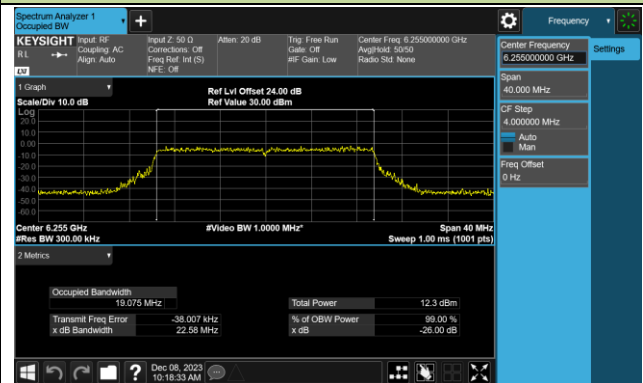 Spectrum Analyzer 1
Occupied BW
+
Frequency
KEYSIGHT
RL
LXI
Input: RF
Coupling: AC
Align: Auto
Input Z: 50 Ω
Corrections: Off
Freq Ref: Int (S)
NFE: Off
Atten: 20 dB
Trig: Free Run
Gate: Off
#IF Gain: Low
Center Freq: 6.255000000 GHz
Avg|Hold: 50/50
Radio Std: None
Center Frequency
6.255000000 GHz
Settings
Span
40.000 MHz
CF Step
4.000000 MHz
Auto
Man
Freq Offset
0 Hz
1 Graph
Scale/Div 10.0 dB
Ref Lvl Offset 24.00 dB
Ref Value 30.00 dBm
Log
20.0
10.0
0.00
-10.0
-20.0
-30.0
-40.0
-50.0
-60.0
Center 6.255 GHz
#Res BW 300.00 kHz
#Video BW 1.0000 MHz*
Span 40 MHz
Sweep 1.00 ms (1001 pts)
2 Metrics
Occupied Bandwidth
19.075 MHz
Total Power 12.3 dBm
Transmit Freq Error -38.007 kHz
% of OBW Power 99.00 %
x dB Bandwidth 22.58 MHz
x dB -26.00 dB
?
Dec 08, 2023
10:18:33 AM